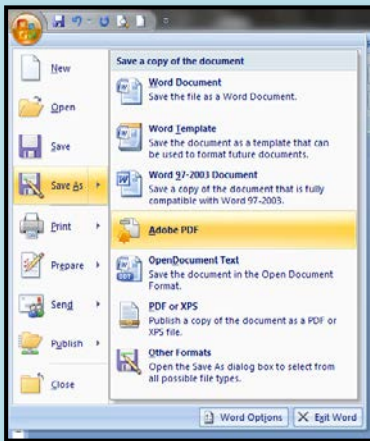 New
Open
Save
Save As
Print
Prepare
Send
Publish
Close
Save a copy of the document
Word Document
Save the file as a Word Document.
Word Template
Save the document as a template that can
be used to format future documents.
Word 97-2003 Document
Save a copy of the document that is fully
compatible with Word 97-2003.
Adobe PDF
OpenDocument Text
Save the document in the Open Document
Format.
PDF or XPS
Publish a copy of the document as a PDF or
XPS file.
Other Formats
Open the Save As dialog box to select from
all possible file types.
Word Options
Exit Word